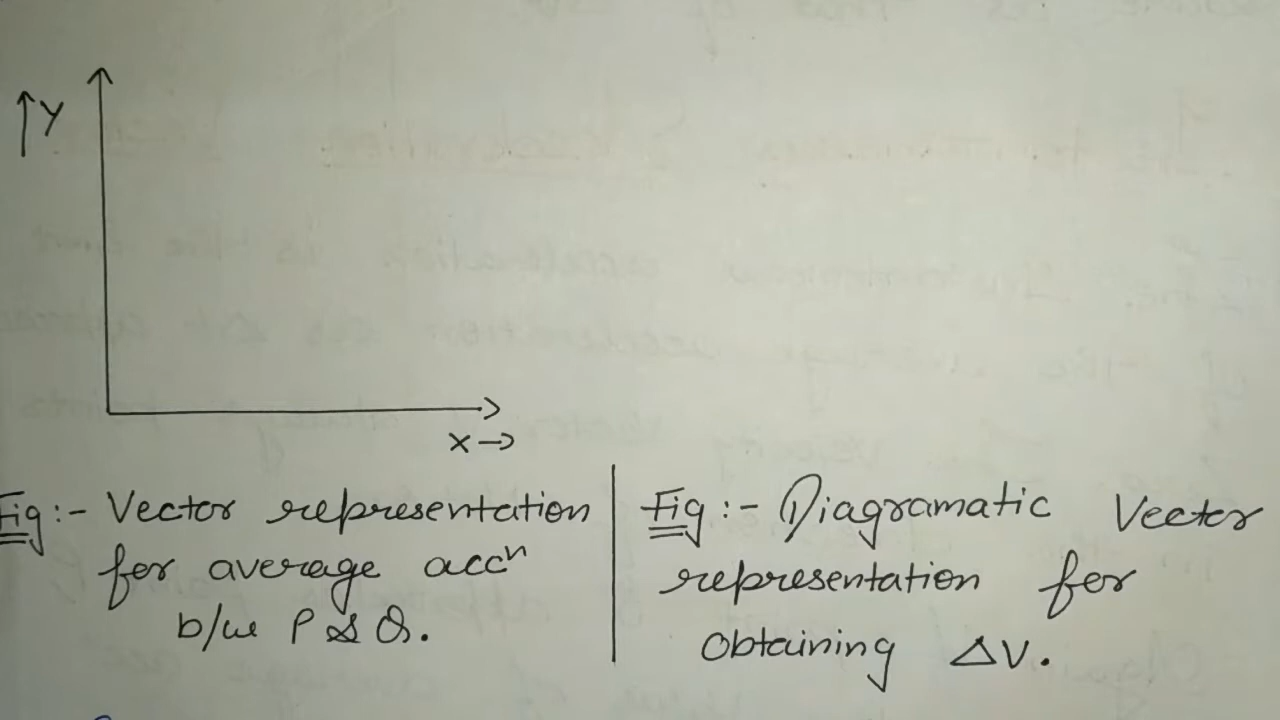 ↑Y
X→
Fig:- Vector representation
for average accⁿ
b/w P & Q.
Fig:- Diagramatic Vector
representation for
Obtaining ΔV.